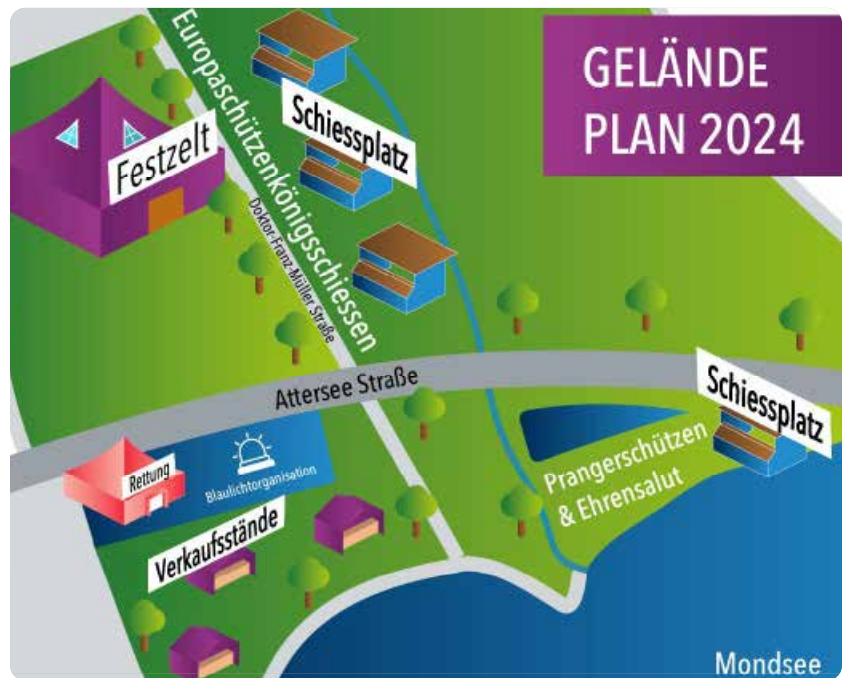 GELÄNDE
PLAN 2024
Europaschützenkönigsschiessen
Schiessplatz
Festzelt
Doktor-Franz-Müller Straße
Attersee Straße
Schiessplatz
Prangerschützen
& Ehrensalut
Rettung
Blaulichtorganisation
Verkaufsstände
Mondsee